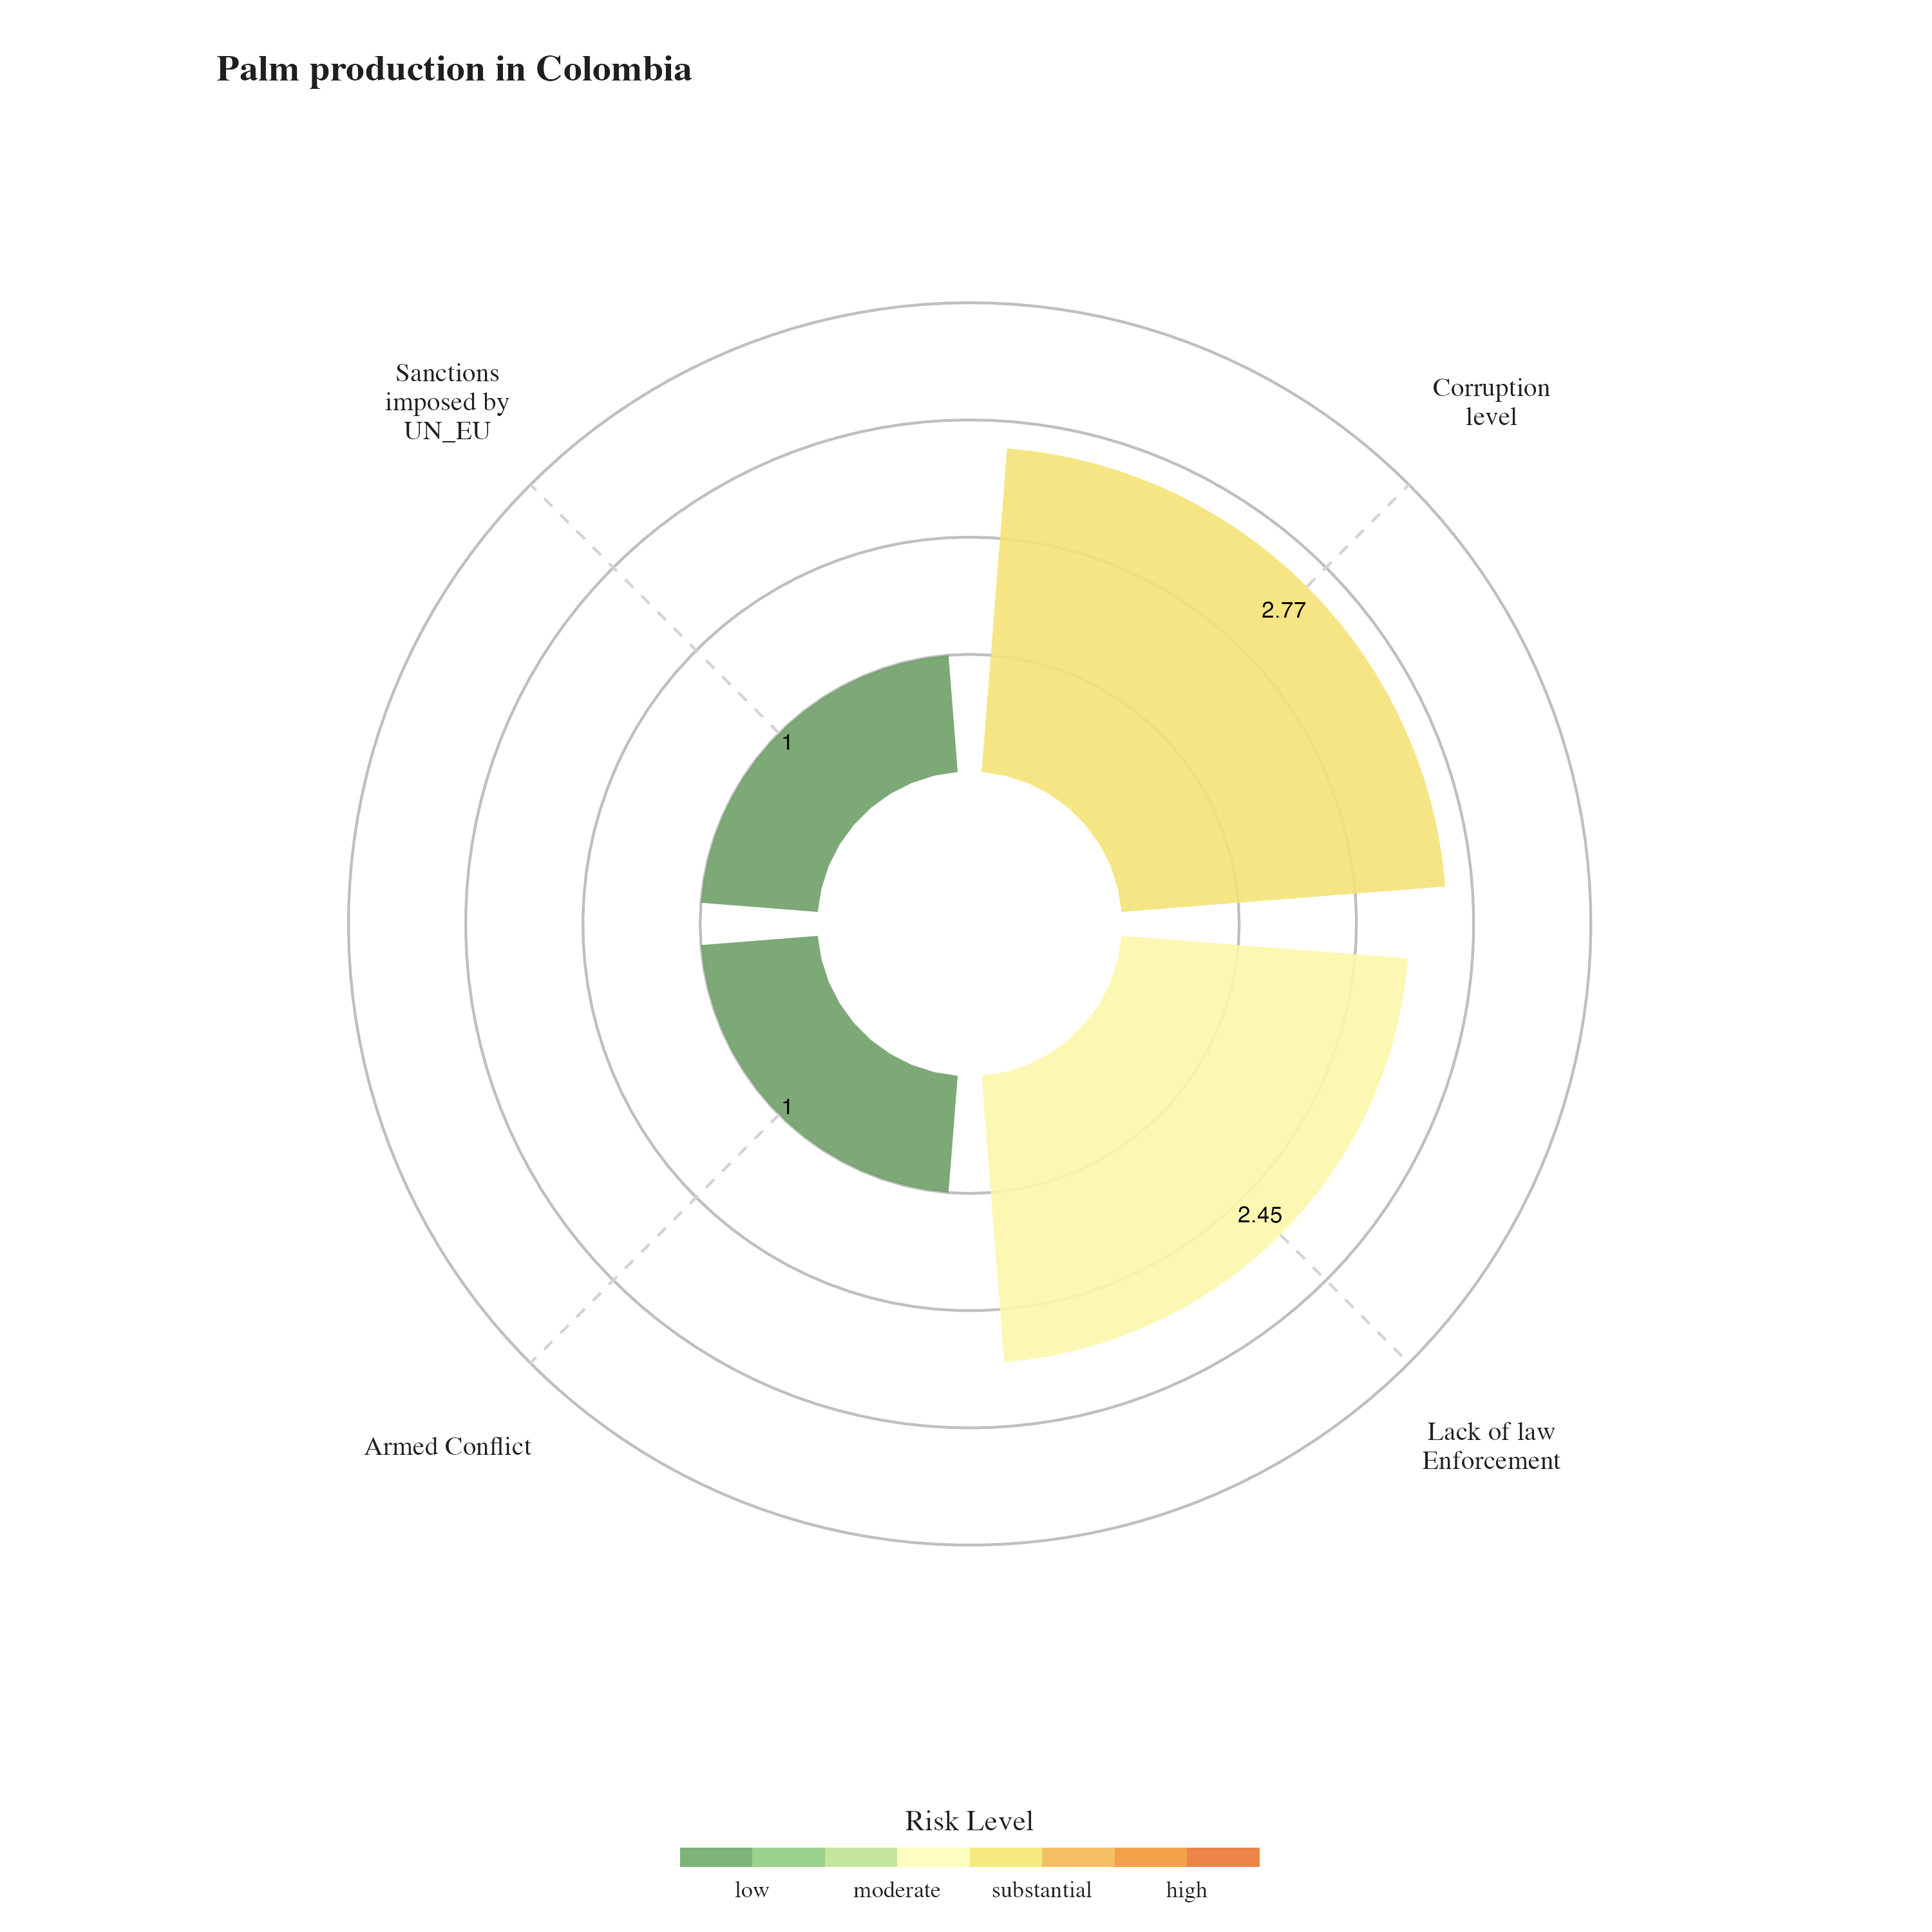 Palm production in Colombia
Sanctions
imposed by
UN_EU
Corruption
level
2.77
1
1
2.45
Armed Conflict
Lack of law
Enforcement
Risk Level
low moderate substantial high